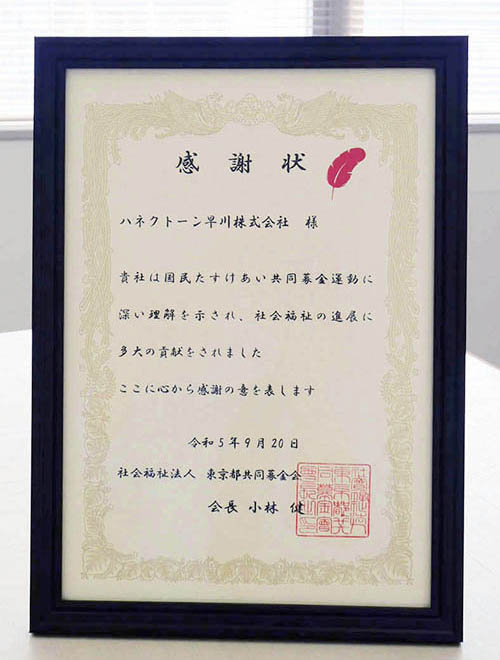 感謝状
ハネクトーン早川株式会社 様
貴社は国民たすけあい共同募金運動に
深い理解を示され、社会福祉の進展に
多大の貢献をされました
ここに心から感謝の意を表します
令和5年9月20日
社会福祉法人 東京都共同募金会
会長 小林 健